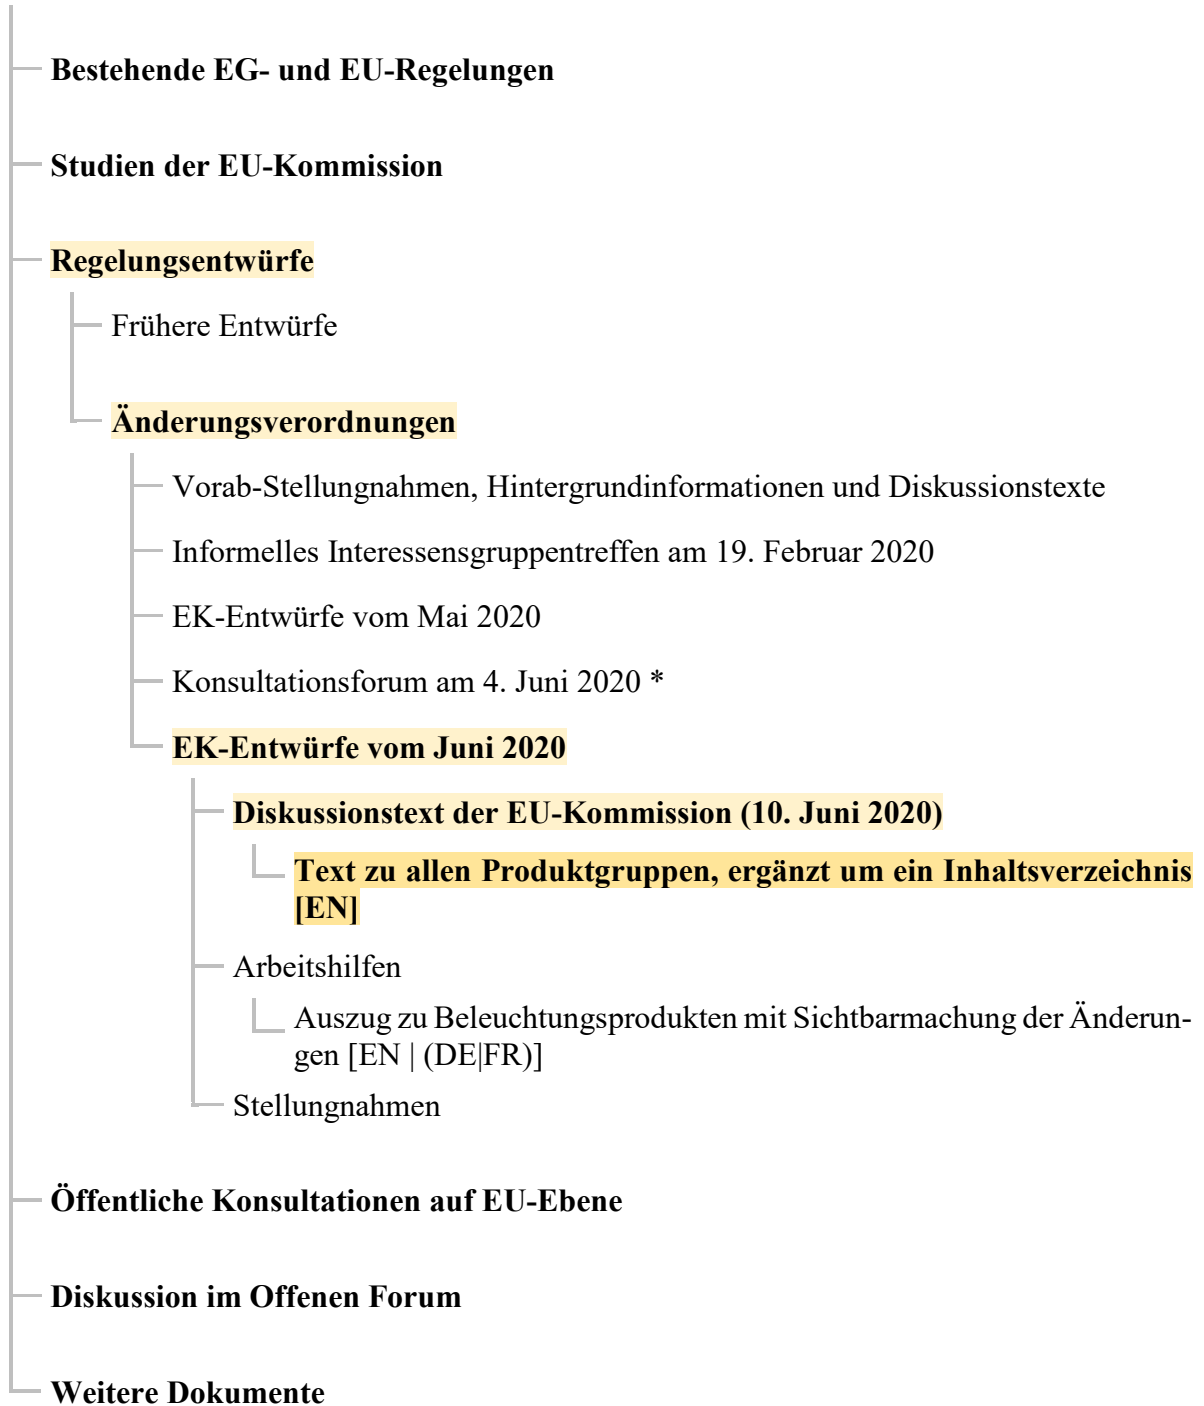 Bestehende EG- und EU-Regelungen
Studien der EU-Kommission
Regelungsentwürfe
Frühere Entwürfe
Änderungsverordnungen
Vorab-Stellungnahmen, Hintergrundinformationen und Diskussionstexte
Informelles Interessensgruppentreffen am 19. Februar 2020
EK-Entwürfe vom Mai 2020
Konsultationsforum am 4. Juni 2020 *
EK-Entwürfe vom Juni 2020
Diskussionstext der EU-Kommission (10. Juni 2020)
Text zu allen Produktgruppen, ergänzt um ein Inhaltsverzeichnis
[EN]
Arbeitshilfen
Auszug zu Beleuchtungsprodukten mit Sichtbarmachung der Änderun-
gen [EN | (DE|FR)]
Stellungnahmen
Öffentliche Konsultationen auf EU-Ebene
Diskussion im Offenen Forum
Weitere Dokumente